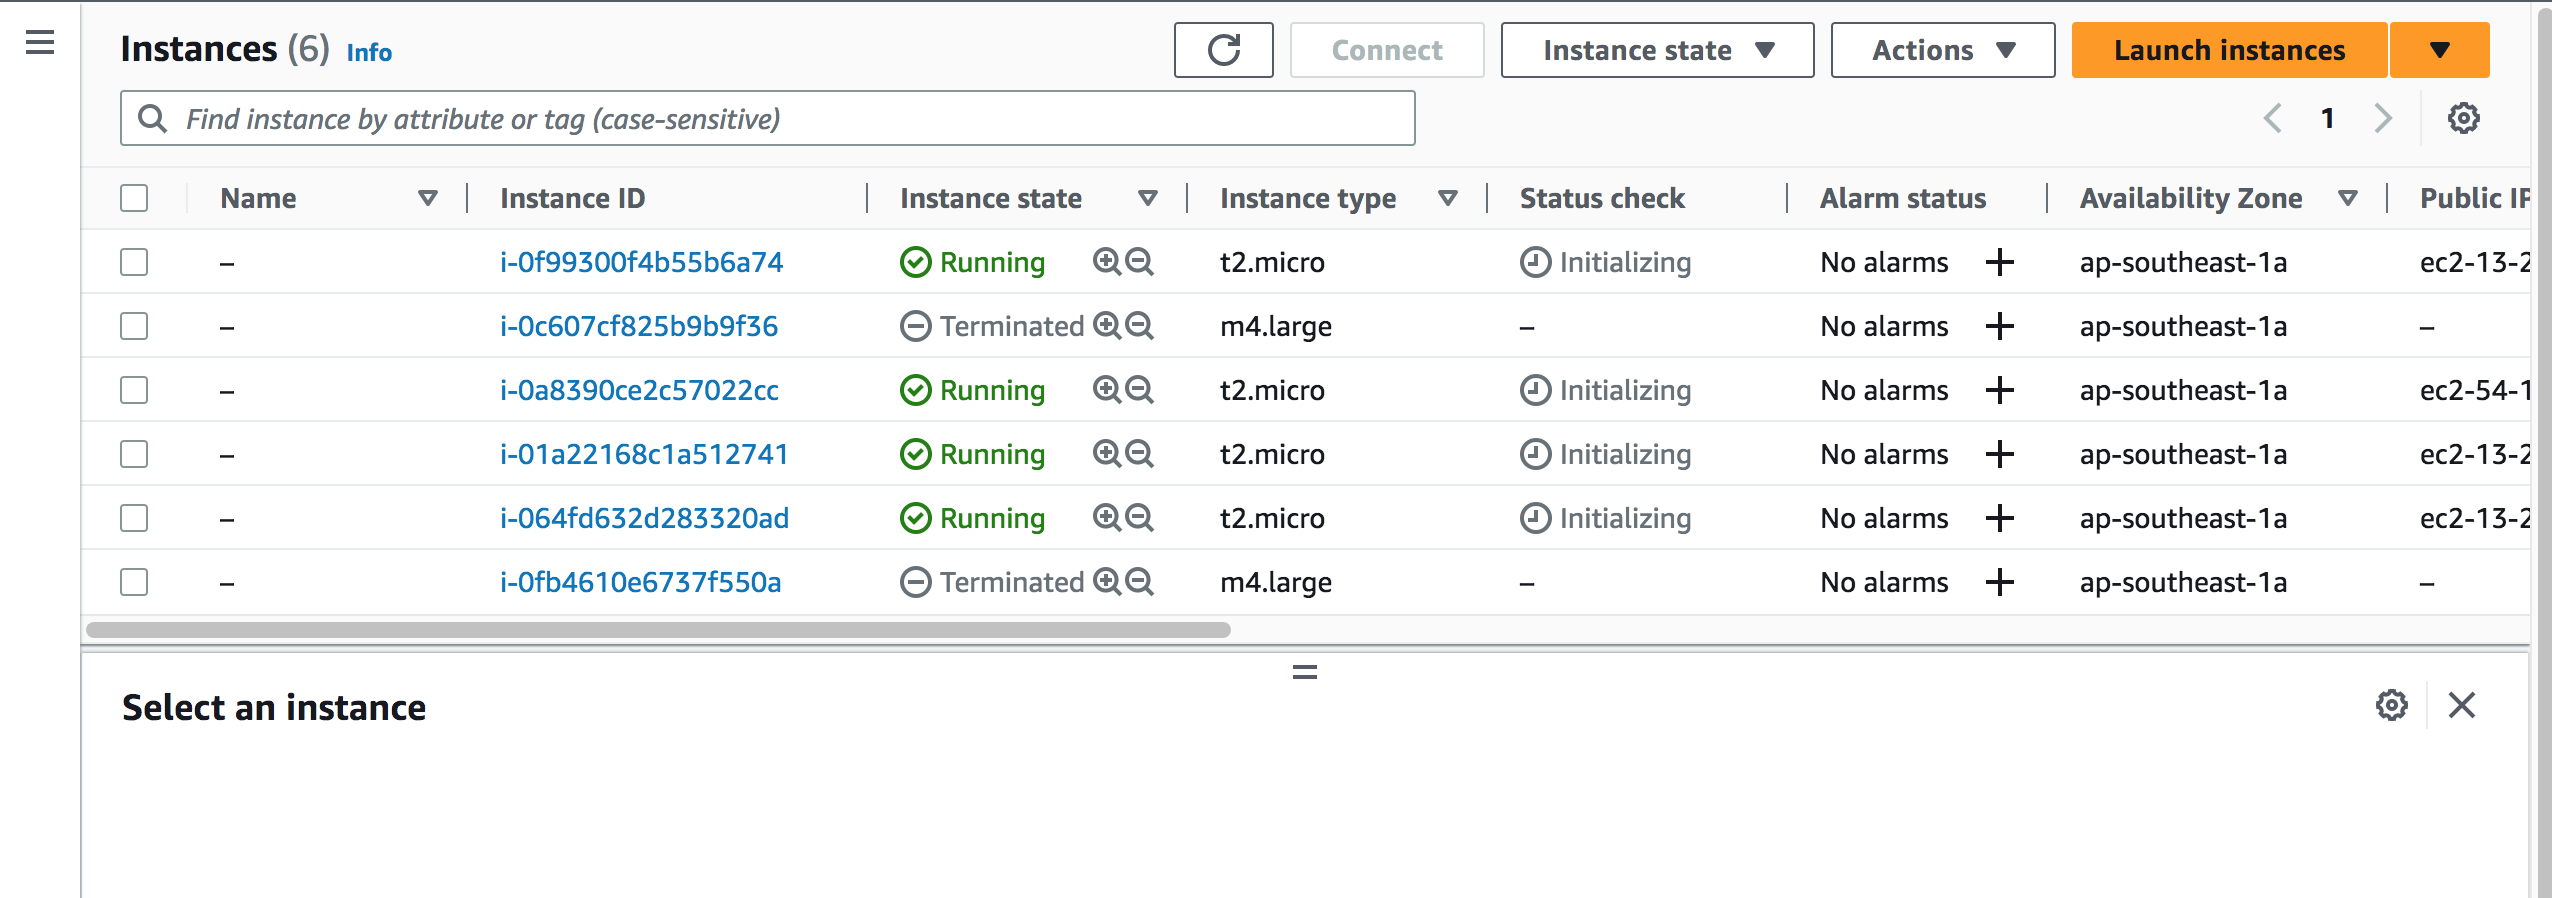 Instances (6) Info Connect Instance state Actions Launch instances
Find instance by attribute or tag (case-sensitive) 1
Name Instance ID Instance state Instance type Status check Alarm status Availability Zone Public IP
– i-0f99300f4b55b6a74 Running t2.micro Initializing No alarms + ap-southeast-1a ec2-13-2
– i-0c607cf825b9b9f36 Terminated m4.large – No alarms + ap-southeast-1a –
– i-0a8390ce2c57022cc Running t2.micro Initializing No alarms + ap-southeast-1a ec2-54-1
– i-01a22168c1a512741 Running t2.micro Initializing No alarms + ap-southeast-1a ec2-13-2
– i-064fd632d283320ad Running t2.micro Initializing No alarms + ap-southeast-1a ec2-13-2
– i-0fb4610e6737f550a Terminated m4.large – No alarms + ap-southeast-1a –
Select an instance